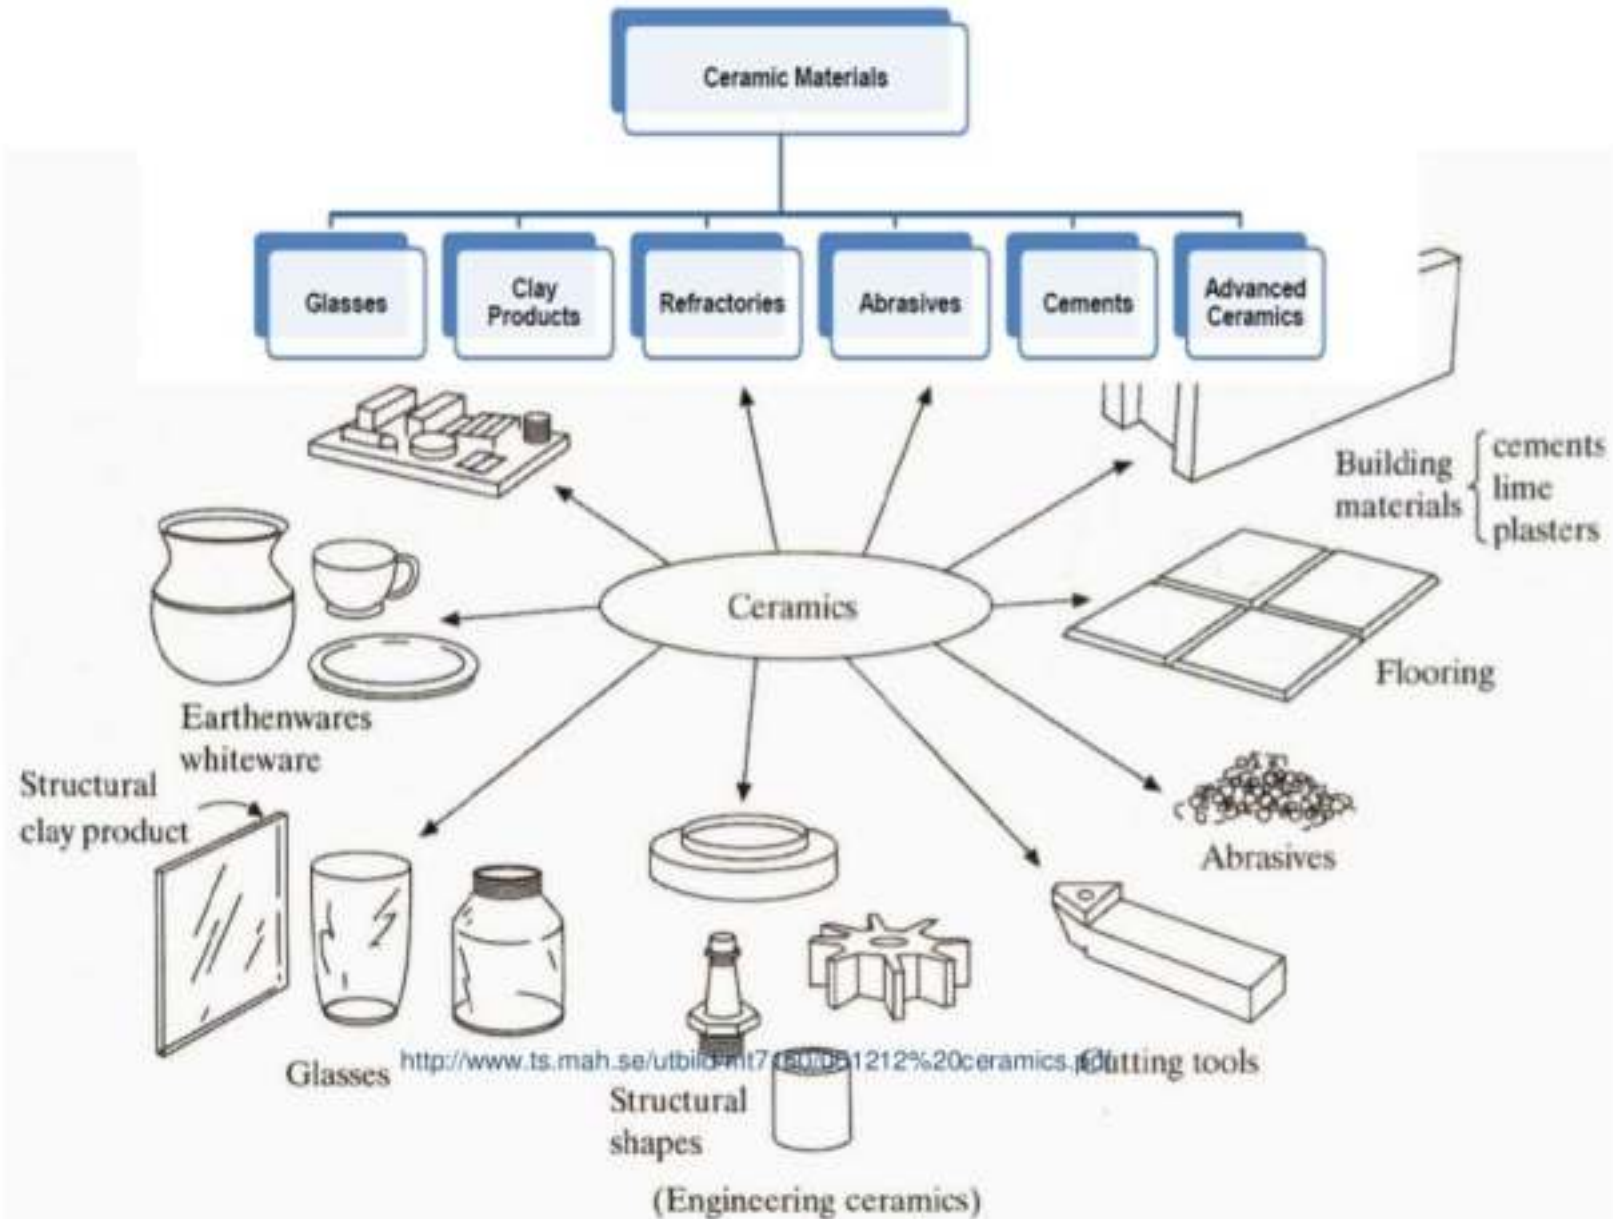 Ceramic Materials
Glasses
Clay
Products
Refractories
Abrasives
Cements
Advanced
Ceramics
Building
materials
cements
lime
plasters
Ceramics
Flooring
Earthenwares
whiteware
Structural
clay product
Abrasives
Glasses
Cutting tools
Structural
shapes
(Engineering ceramics)